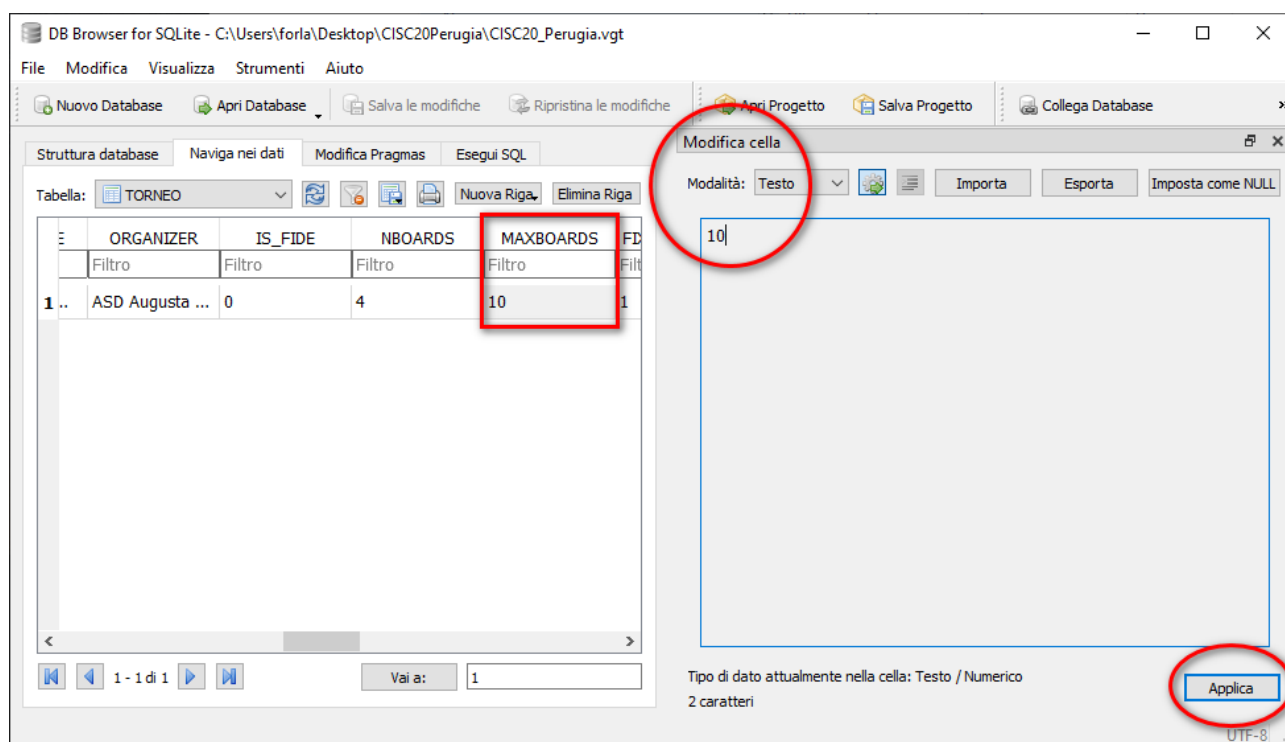 DB Browser for SQLite - C:\Users\forla\Desktop\CISC20Perugia\CISC20_Perugia.vgt
File Modifica Visualizza Strumenti Aiuto
Nuovo Database Apri Database Salva le modifiche Ripristina le modifiche Apri Progetto Salva Progetto Collega Database »
Struttura database Naviga nei dati Modifica Pragmas Esegui SQL
Tabella: TORNEO Nuova Riga Elimina Riga
E ORGANIZER IS_FIDE NBOARDS MAXBOARDS FIX
Filtro Filtro Filtro Filtro Filt
1 .. ASD Augusta ... 0 4 10 1
1 - 1 di 1 Vai a: 1
Modifica cella
Modalità: Testo Importa Esporta Imposta come NULL
10
Tipo di dato attualmente nella cella: Testo / Numerico
2 caratteri
Applica
UTF-8